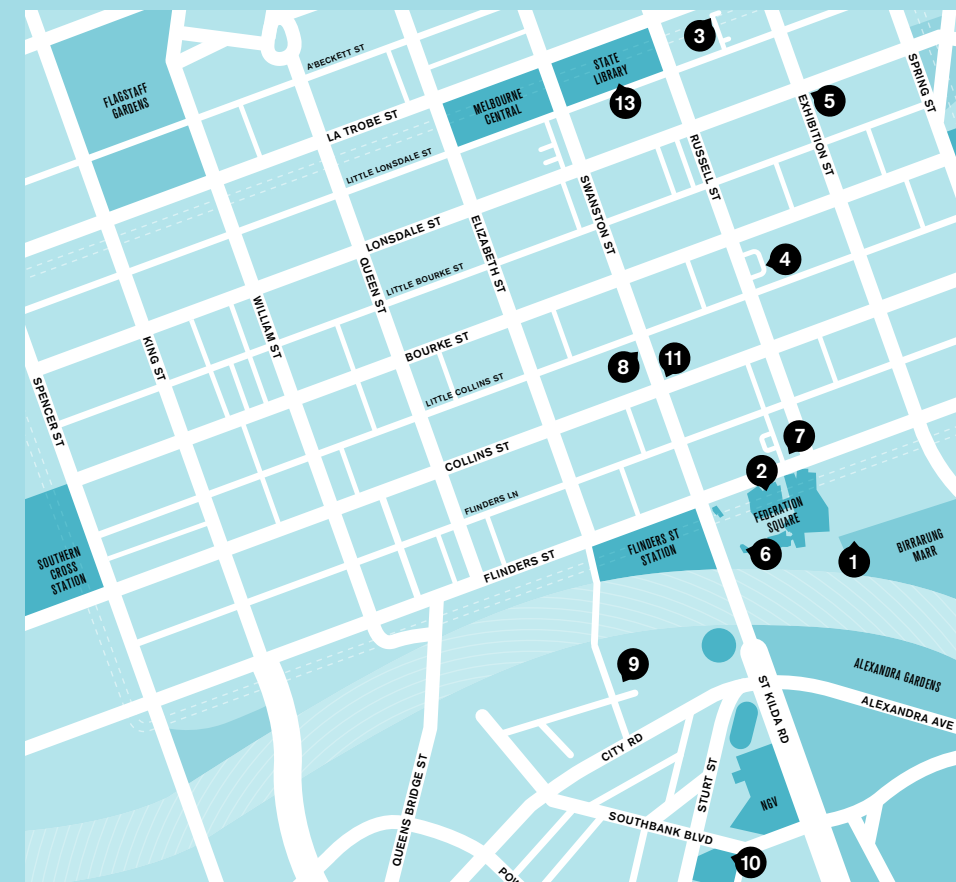 3
A'BECKETT ST
SPRING ST
STATE
LIBRARY
FLAGSTAFF
GARDENS
MELBOURNE
CENTRAL
13
5
LA TROBE ST
EXHIBITION ST
LITTLE LONSDALE ST
RUSSELL ST
SWANSTON ST
LONSDALE ST
ELIZABETH ST
4
QUEEN ST
LITTLE BOURKE ST
WILLIAM ST
KING ST
BOURKE ST
8
11
SPENCER ST
LITTLE COLLINS ST
7
COLLINS ST
2
FLINDERS LN
FEDERATION
SQUARE
SOUTHERN
CROSS
STATION
FLINDERS ST
FLINDERS ST
STATION
6
1
BIRRARUNG
MARR
9
ALEXANDRA GARDENS
ST KILDA RD
ALEXANDRA AVE
CITY RD
STURT ST
QUEENS BRIDGE ST
NGV
SOUTHBANK BLVD
10